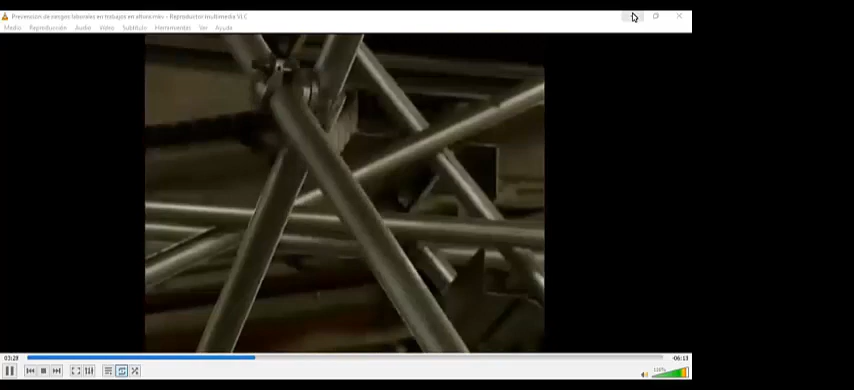 Prevención de riesgos laborales en trabajos en altura.mkv - Reproductor multimedia VLC
Medio Reproducción Audio Vídeo Subtítulo Herramientas Ver Ayuda
03:28
-06:13